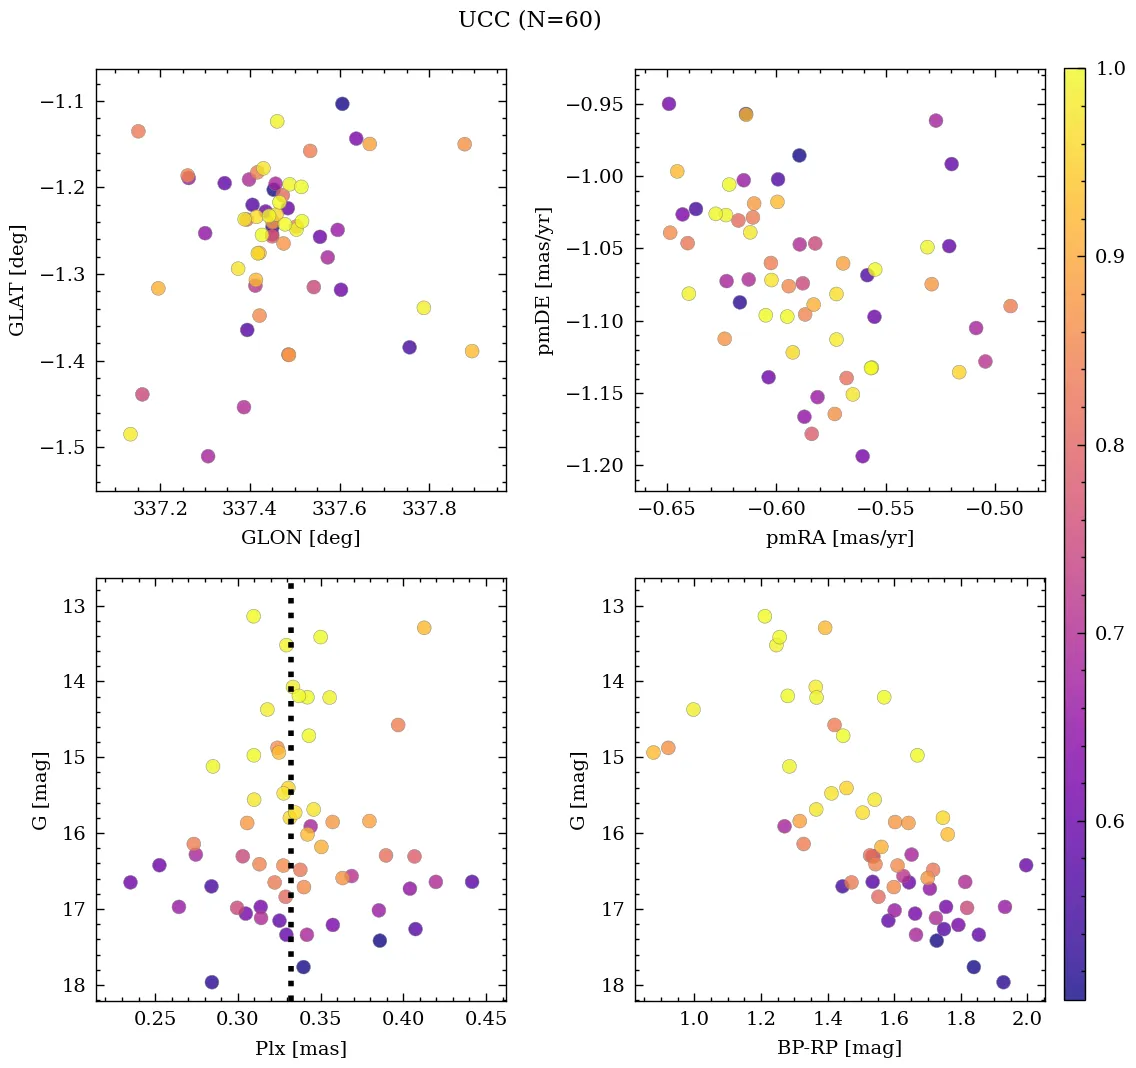 UCC (N=60)
−1.1
−1.2
−1.3
−1.4
−1.5
GLAT [deg]
337.2 337.4 337.6 337.8
GLON [deg]
−0.95
−1.00
−1.05
−1.10
−1.15
−1.20
pmDE [mas/yr]
−0.65 −0.60 −0.55 −0.50
pmRA [mas/yr]
13
14
15
16
17
18
G [mag]
0.25 0.30 0.35 0.40 0.45
Plx [mas]
13
14
15
16
17
18
G [mag]
1.0 1.2 1.4 1.6 1.8 2.0
BP-RP [mag]
1.0
0.9
0.8
0.7
0.6